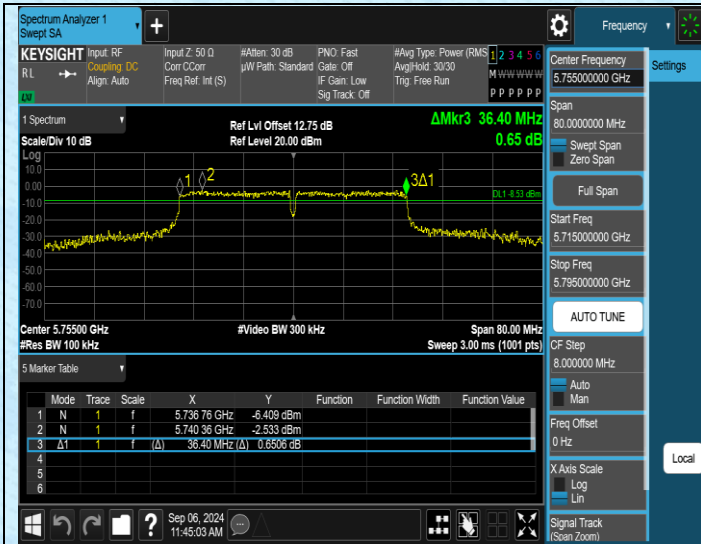 Spectrum Analyzer 1
Swept SA
Frequency
KEYSIGHT
RL
Input: RF
Coupling: DC
Align: Auto
Input Z: 50 Ω
Corr CCorr
Freq Ref: Int (S)
#Atten: 30 dB
µW Path: Standard
PNO: Fast
Gate: Off
IF Gain: Low
Sig Track: Off
#Avg Type: Power (RMS
Avg|Hold: 30/30
Trig: Free Run
1 2 3 4 5 6
M W W W W W
P P P P P P
LU
1 Spectrum
Scale/Div 10 dB
Ref Lvl Offset 12.75 dB
Ref Level 20.00 dBm
ΔMkr3 36.40 MHz
0.65 dB
Log
10.0
0.00
-10.0
-20.0
-30.0
-40.0
-50.0
-60.0
-70.0
1
2
3Δ1
DL1 -8.53 dBm
Center 5.75500 GHz
#Video BW 300 kHz
Span 80.00 MHz
#Res BW 100 kHz
Sweep 3.00 ms (1001 pts)
5 Marker Table
Mode Trace Scale X Y Function Function Width Function Value
1 N 1 f 5.736 76 GHz -6.409 dBm
2 N 1 f 5.740 36 GHz -2.533 dBm
3 Δ1 1 f (Δ) 36.40 MHz (Δ) 0.6506 dB
4
5
6
Sep 06, 2024
11:45:03 AM
Center Frequency
5.755000000 GHz
Span
80.0000000 MHz
Swept Span
Zero Span
Full Span
Start Freq
5.715000000 GHz
Stop Freq
5.795000000 GHz
AUTO TUNE
CF Step
8.000000 MHz
Auto
Man
Freq Offset
0 Hz
X Axis Scale
Log
Lin
Signal Track
(Span Zoom)
Settings
Local